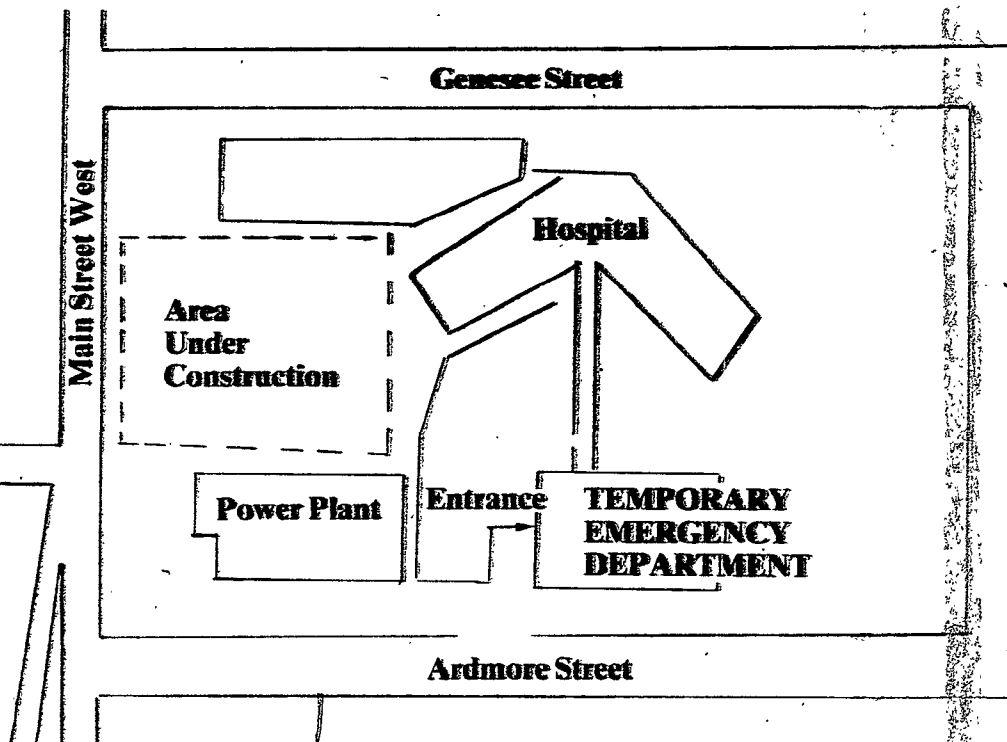 Genesee Street
Main Street West
Hospital
Area
Under
Construction
Power Plant
Entrance
TEMPORARY
EMERGENCY
DEPARTMENT
Ardmore Street